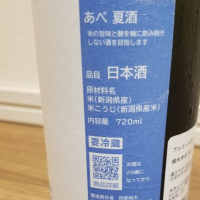 あべ 夏酒
米の旨味と酸を軸に飲み飽き
しない酒を目指します
品目 日本酒
原材料名
米(新潟県産)
米こうじ(新潟県産米)
内容量 720ml
要冷蔵
お酒は
20歳に
なってから